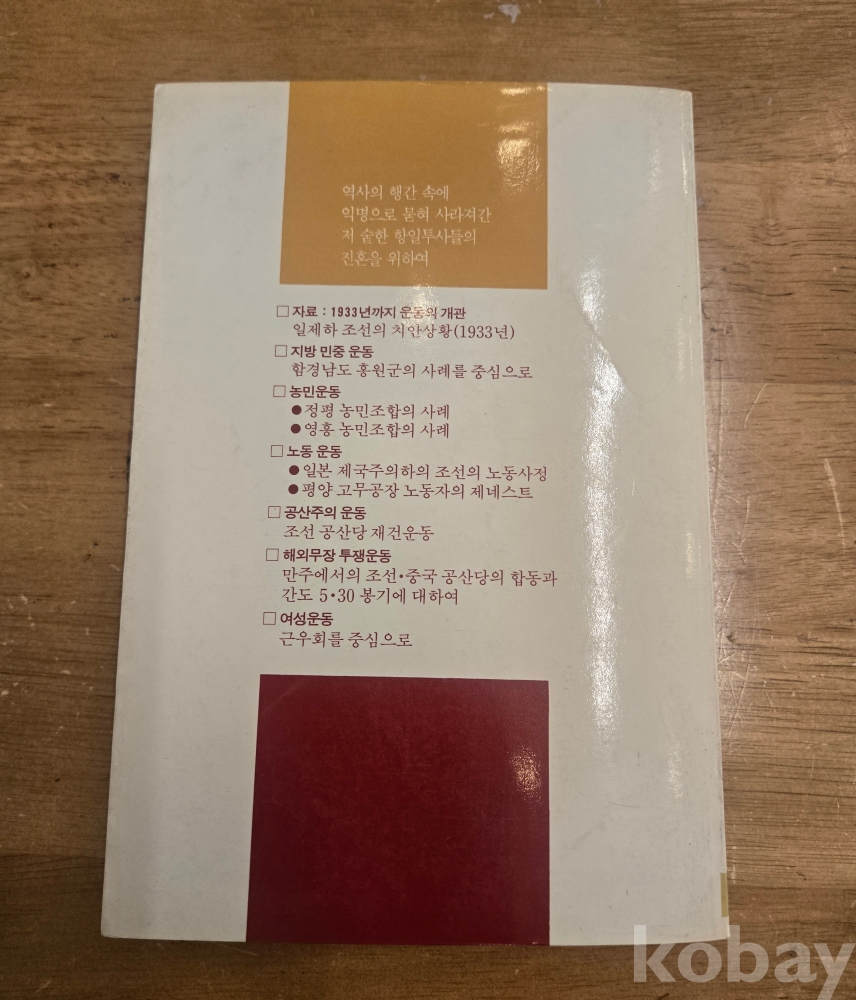 역사의 행간 속에
익명으로 묻혀 사라져간
저 숱한 항일투사들의
진혼을 위하여
□ 자료 : 1933년까지 운동의 개관
일제하 조선의 치안상황(1933년)
□ 지방 민중 운동
함경남도 홍원군의 사례를 중심으로
□ 농민운동
● 정평 농민조합의 사례
● 영흥 농민조합의 사례
□ 노동 운동
● 일본 제국주의하의 조선의 노동사정
● 평양 고무공장 노동자의 제네스트
□ 공산주의 운동
조선 공산당 재건운동
□ 해외무장 투쟁운동
만주에서의 조선•중국 공산당의 합동과
간도 5•30 봉기에 대하여
□ 여성운동
근우회를 중심으로
kobay